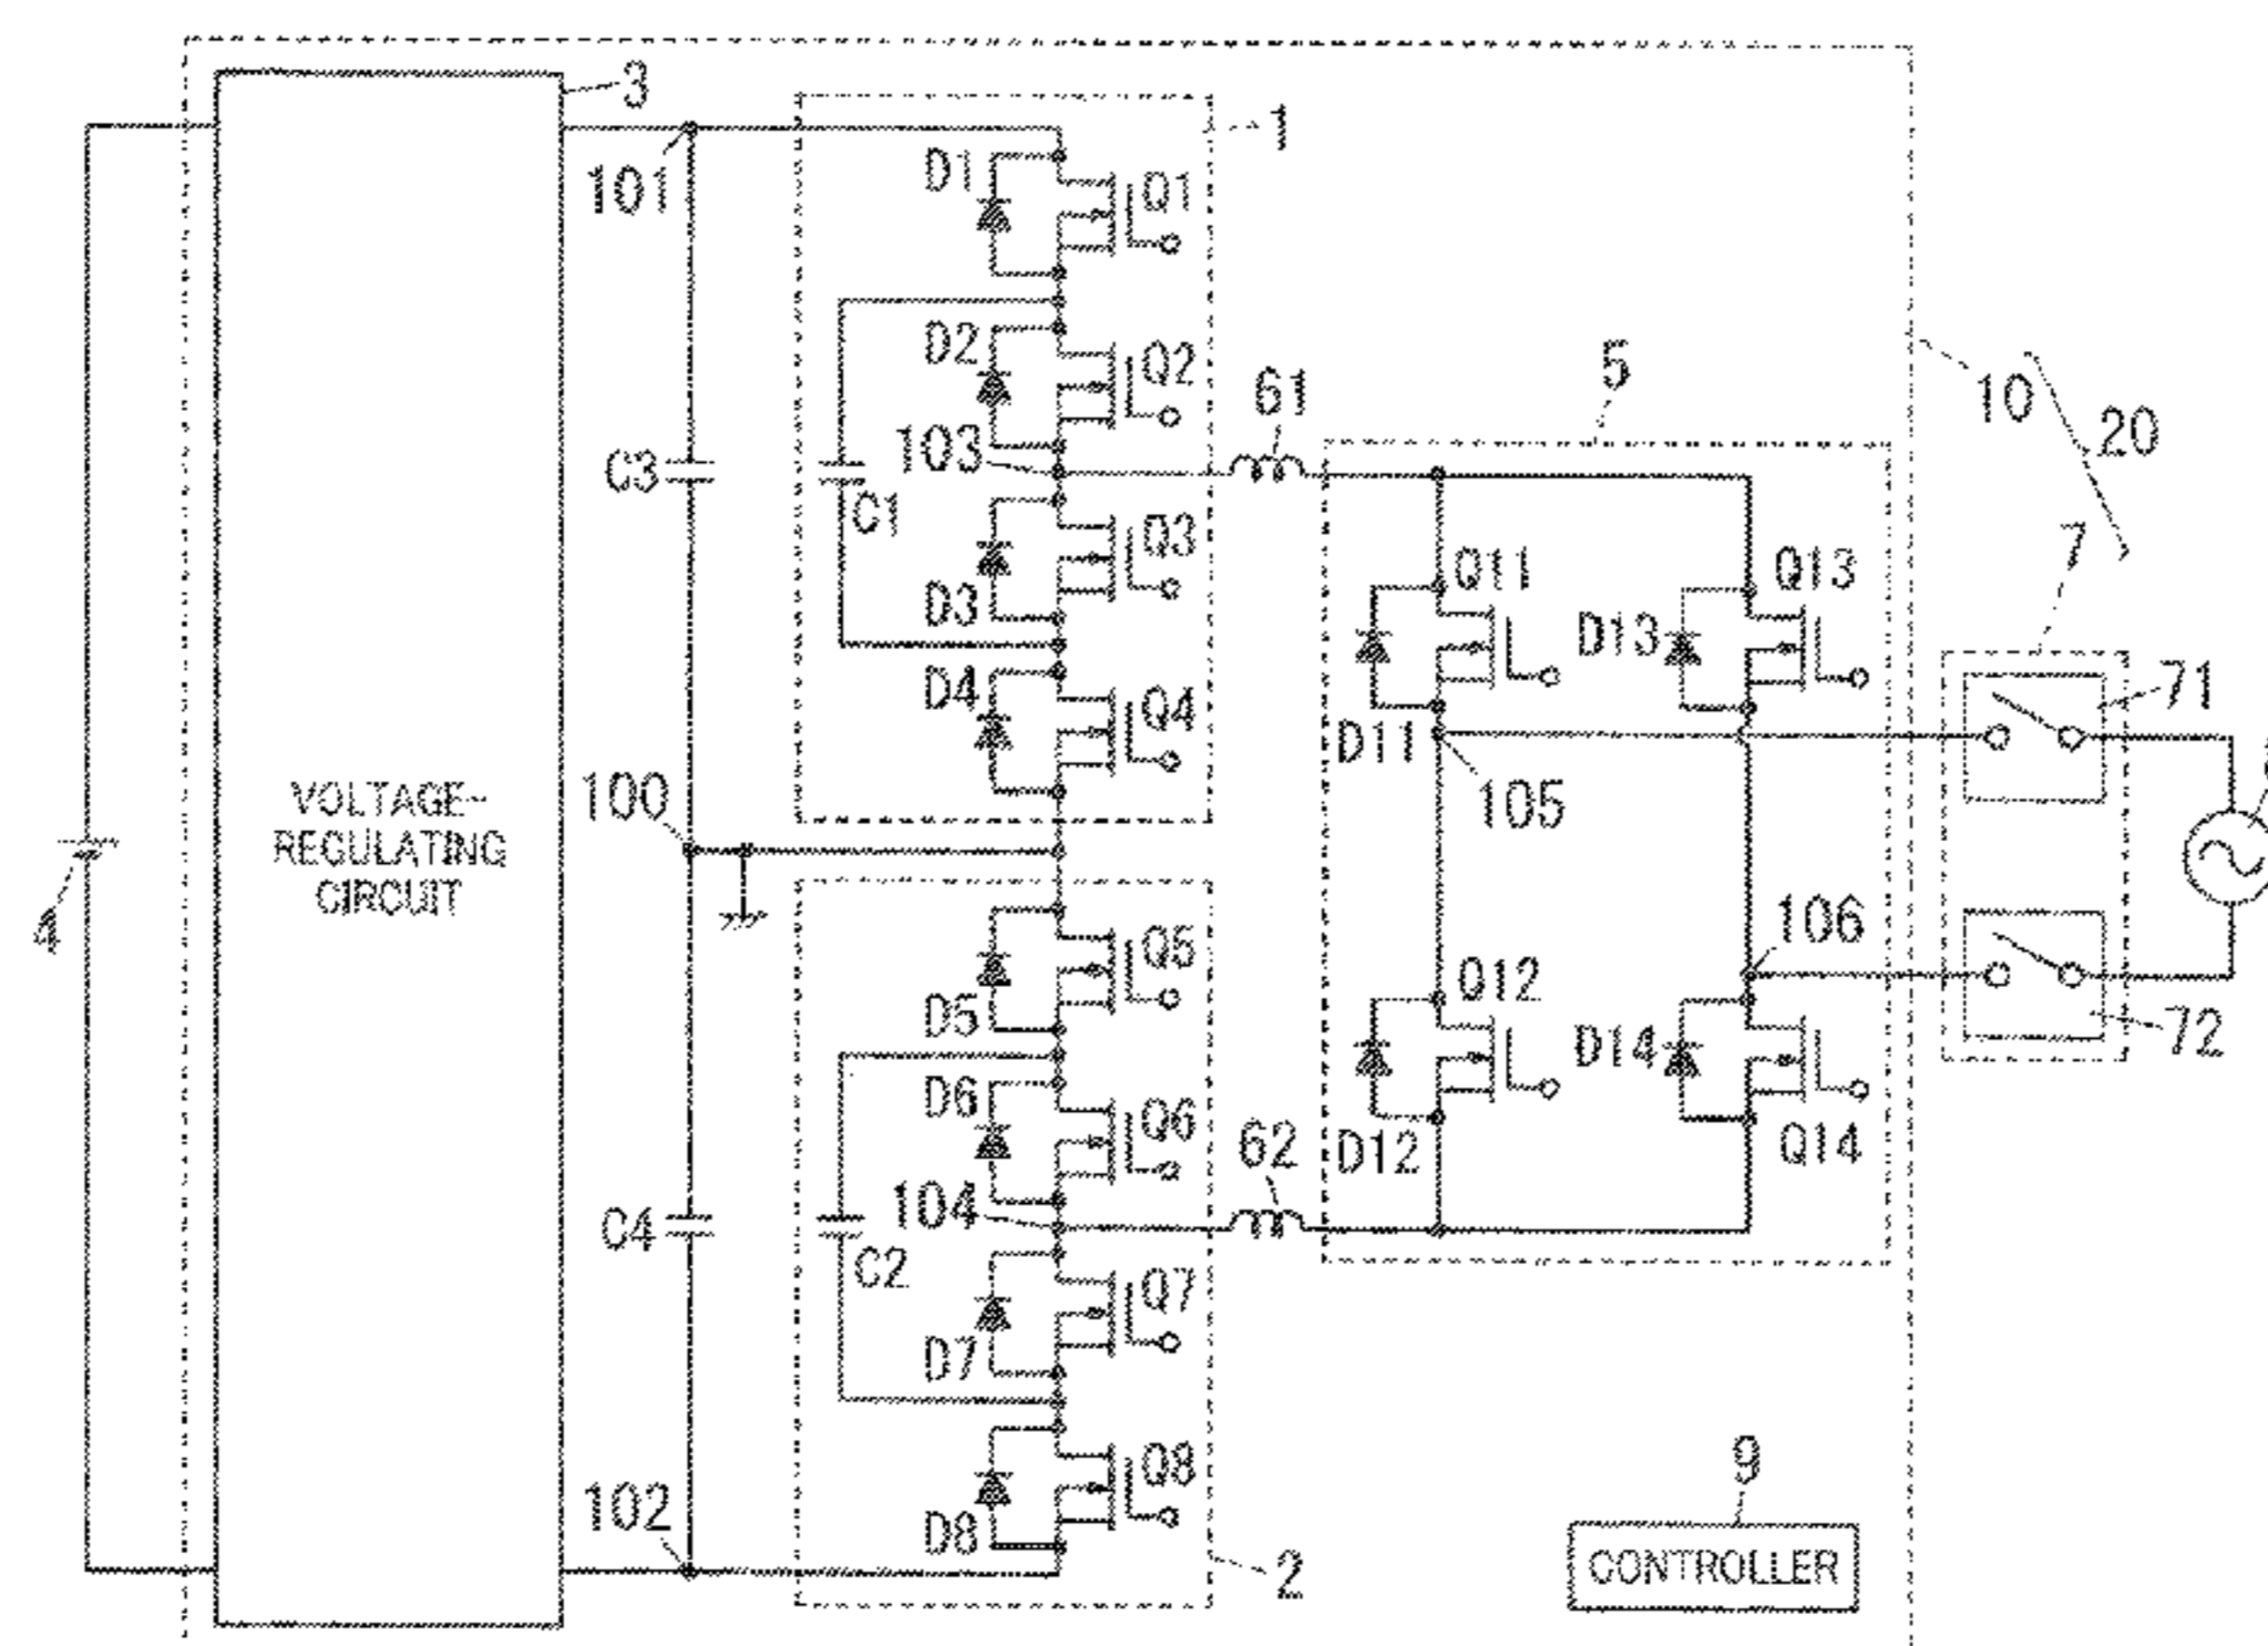 3
1
D1
Q1
101
D2
Q2
103
C3
C1
D3
Q3
D4
Q4
61
5
10
20
7
Q11
Q13
D13
D11
105
71
VOLTAGE-
REGULATING
CIRCUIT
4
100
D5
Q5
106
Q12
D14
72
D6
Q6
62
D12
Q14
104
C4
C2
D7
Q7
D8
Q8
102
2
9
CONTROLLER